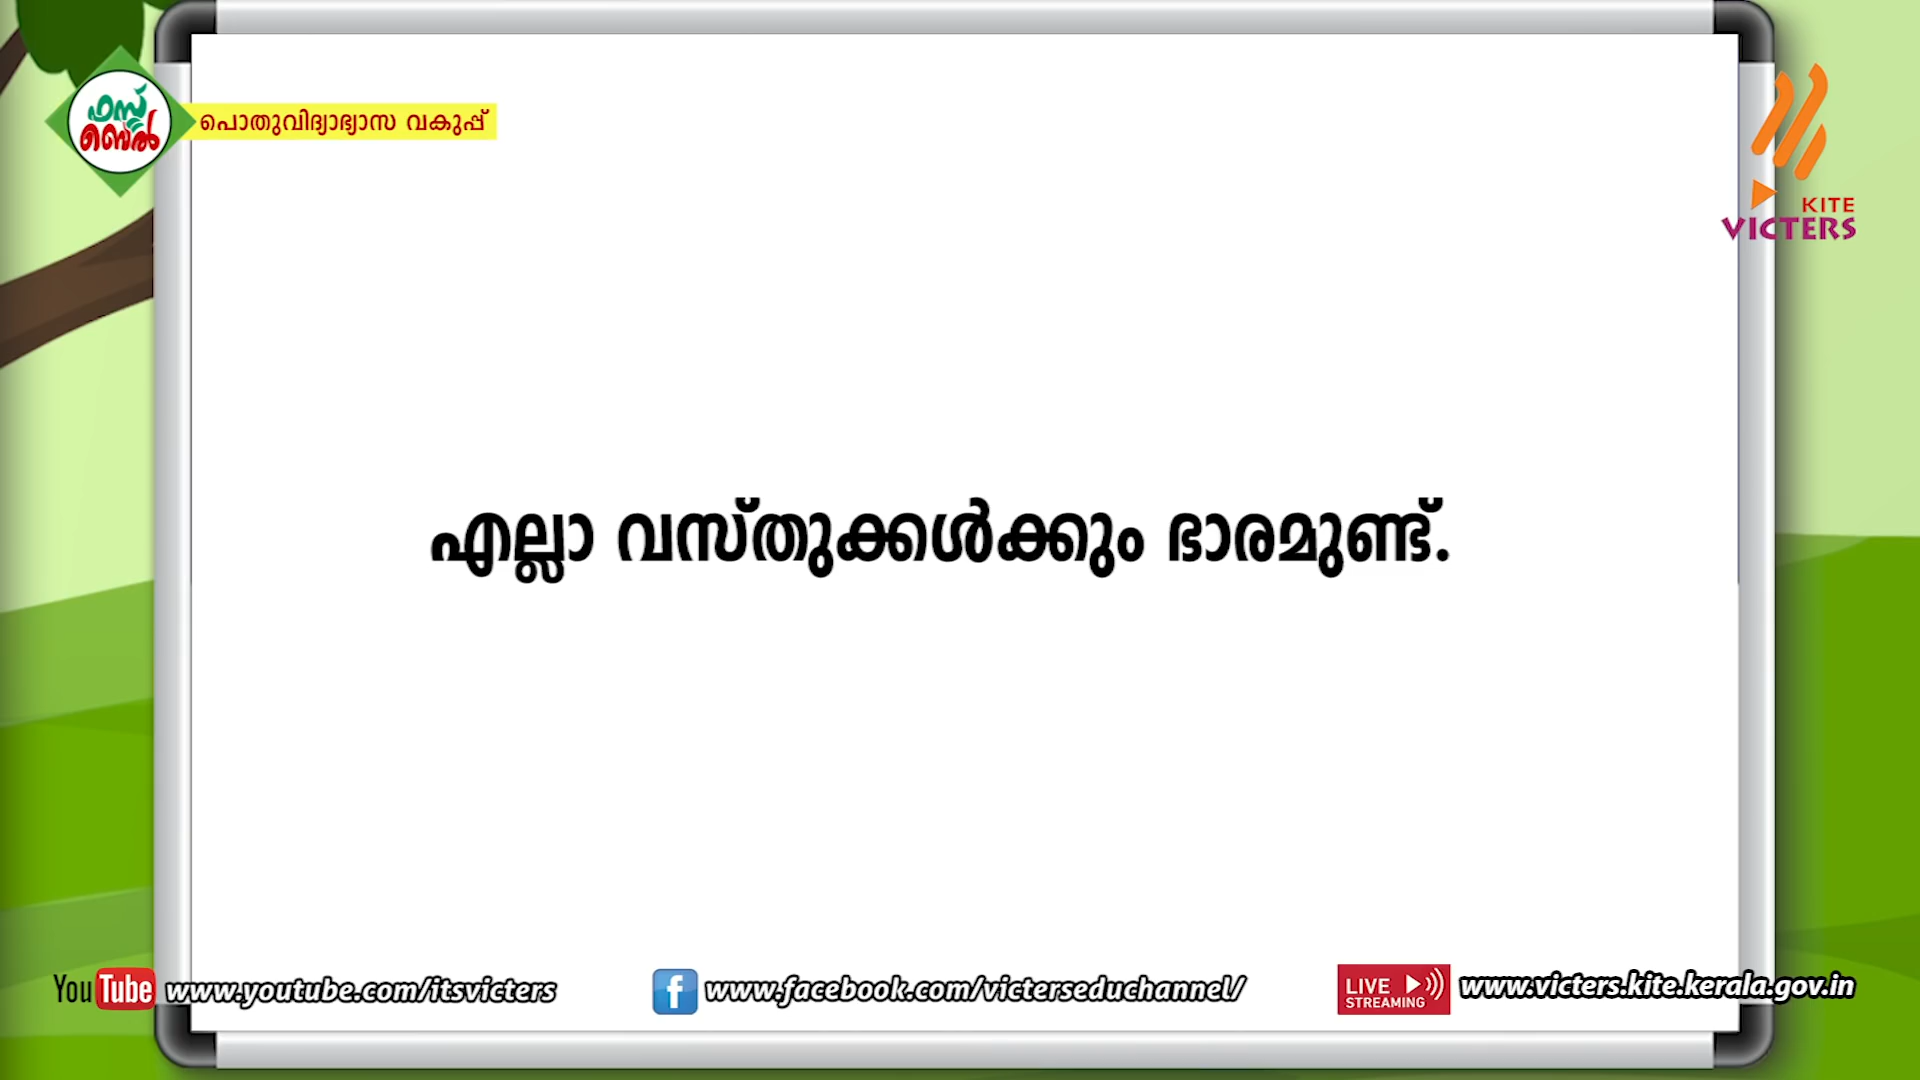 ഫസ്റ്റ്
ബെൽ
പൊതുവിദ്യാഭ്യാസ വകുപ്പ്
KITE
VICTERS
എല്ലാ വസ്തുക്കൾക്കും ഭാരമുണ്ട്.
YouTube www.youtube.com/itsvicters
f www.facebook.com/victerseduchannel/
LIVE STREAMING www.victers.kite.kerala.gov.in